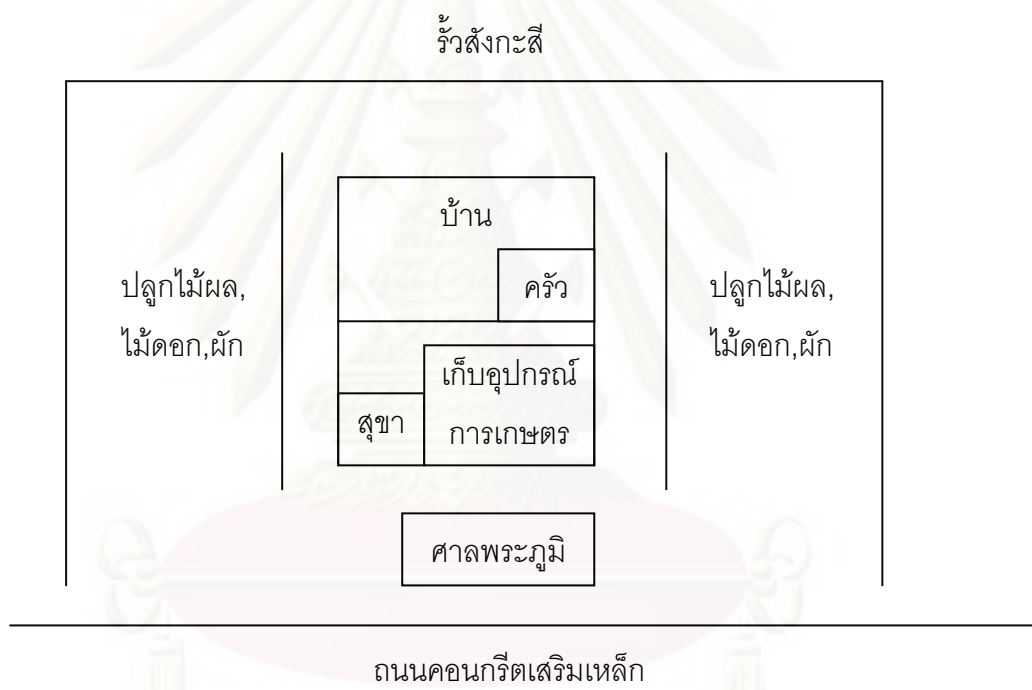 รั้วสังกะสี
บ้าน
ครัว
ปลูกไม้ผล,
ไม้ดอก,ผัก
ปลูกไม้ผล,
ไม้ดอก,ผัก
เก็บอุปกรณ์
การเกษตร
สุขา
ศาลพระภูมิ
ถนนคอนกรีตเสริมเหล็ก